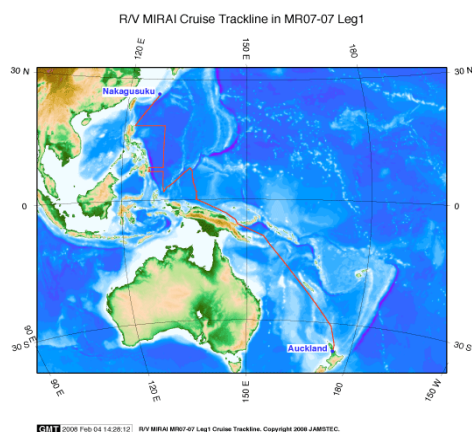 R/V MIRAI Cruise Trackline in MR07-07 Leg1
120 E
150 E
180
30 N
30 N
Nakagusuku
0
0
30 S
30 S
Auckland
90 E
90 E
120 E
150 E
180
150 W
GMT 2008 Feb 04 14:28:12 R/V MIRAI MR07-07 Leg1 Cruise Trackline. Copyright 2008 JAMSTEC.